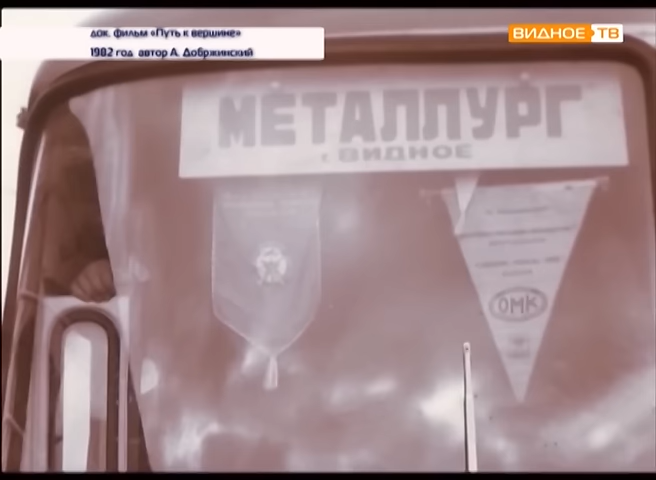 док. фильм «Путь к вершине»
1982 год автор А. Добржинский
ВИДНОЕ ТВ
МЕТАЛЛУРГ
г. ВИДНОЕ
ОМК